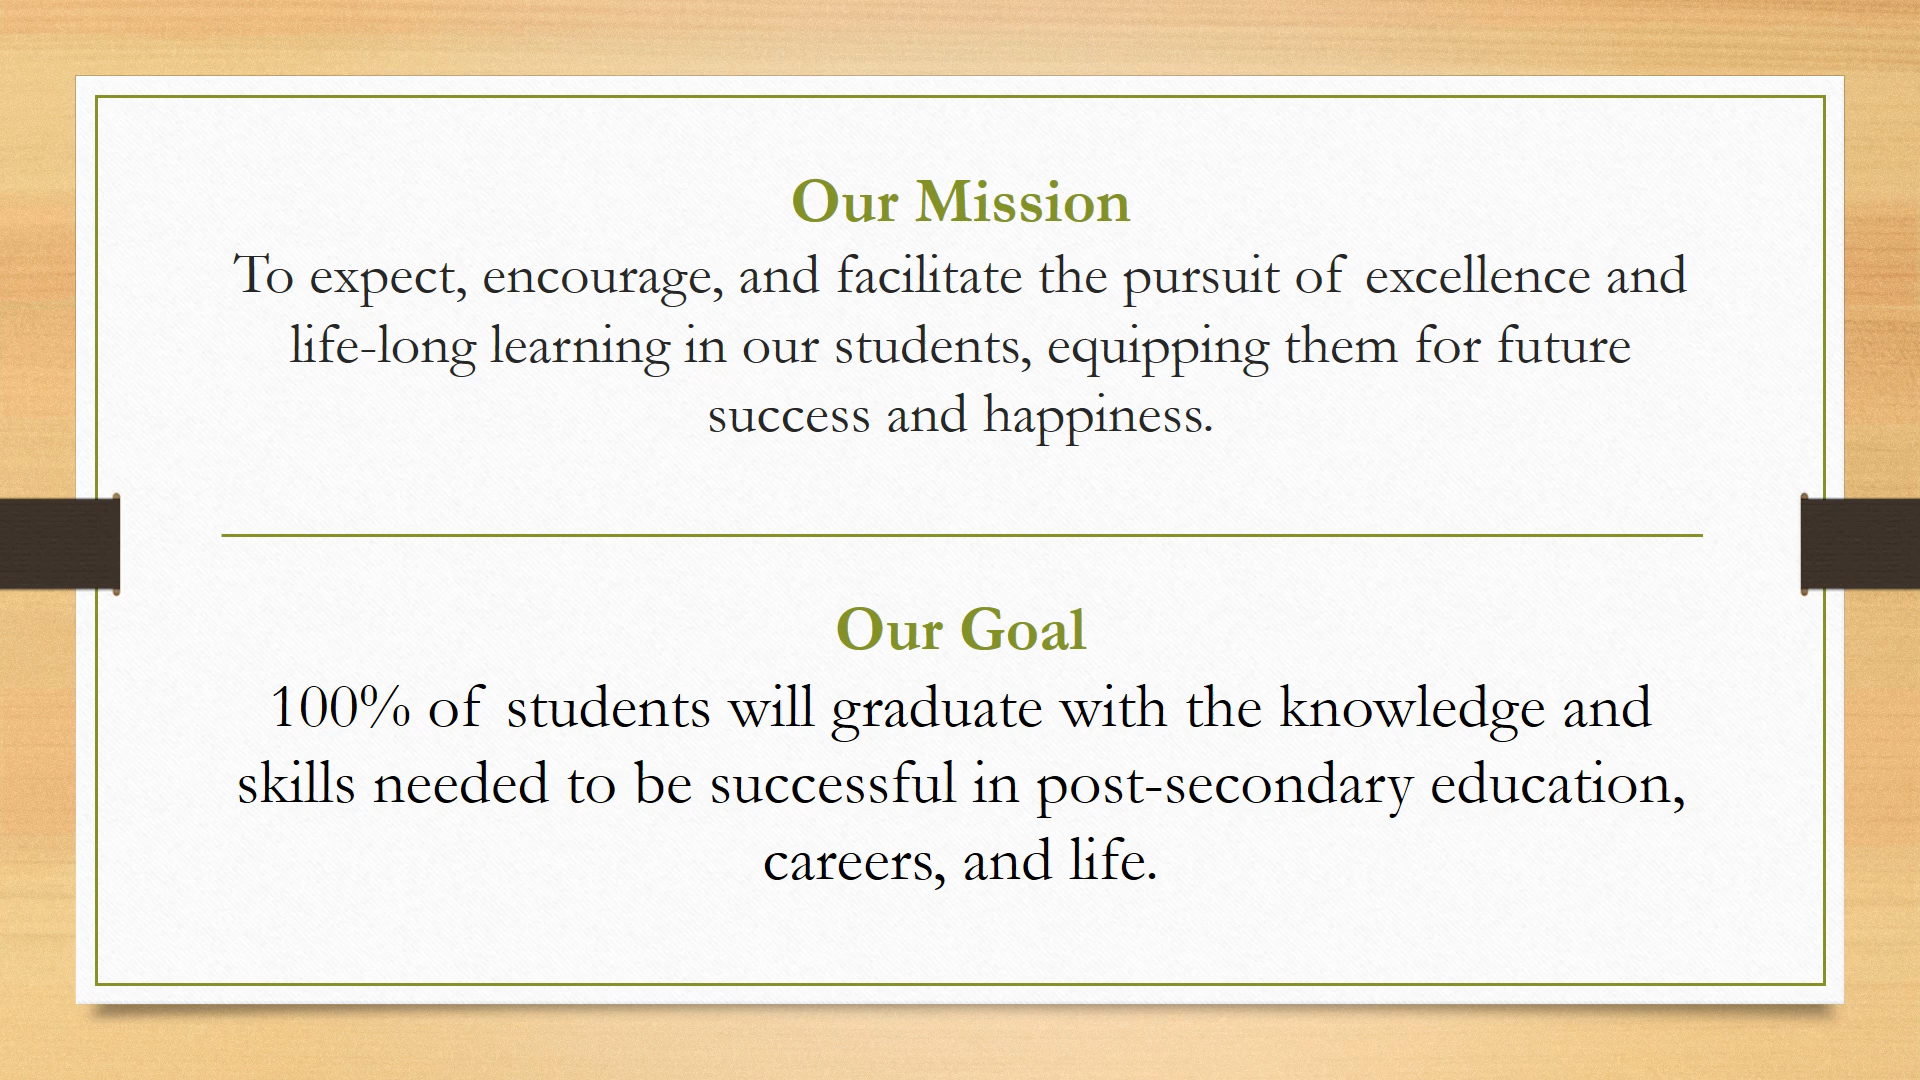 Our Mission
To expect, encourage, and facilitate the pursuit of excellence and
life-long learning in our students, equipping them for future
success and happiness.
Our Goal
100% of students will graduate with the knowledge and
skills needed to be successful in post-secondary education,
careers, and life.